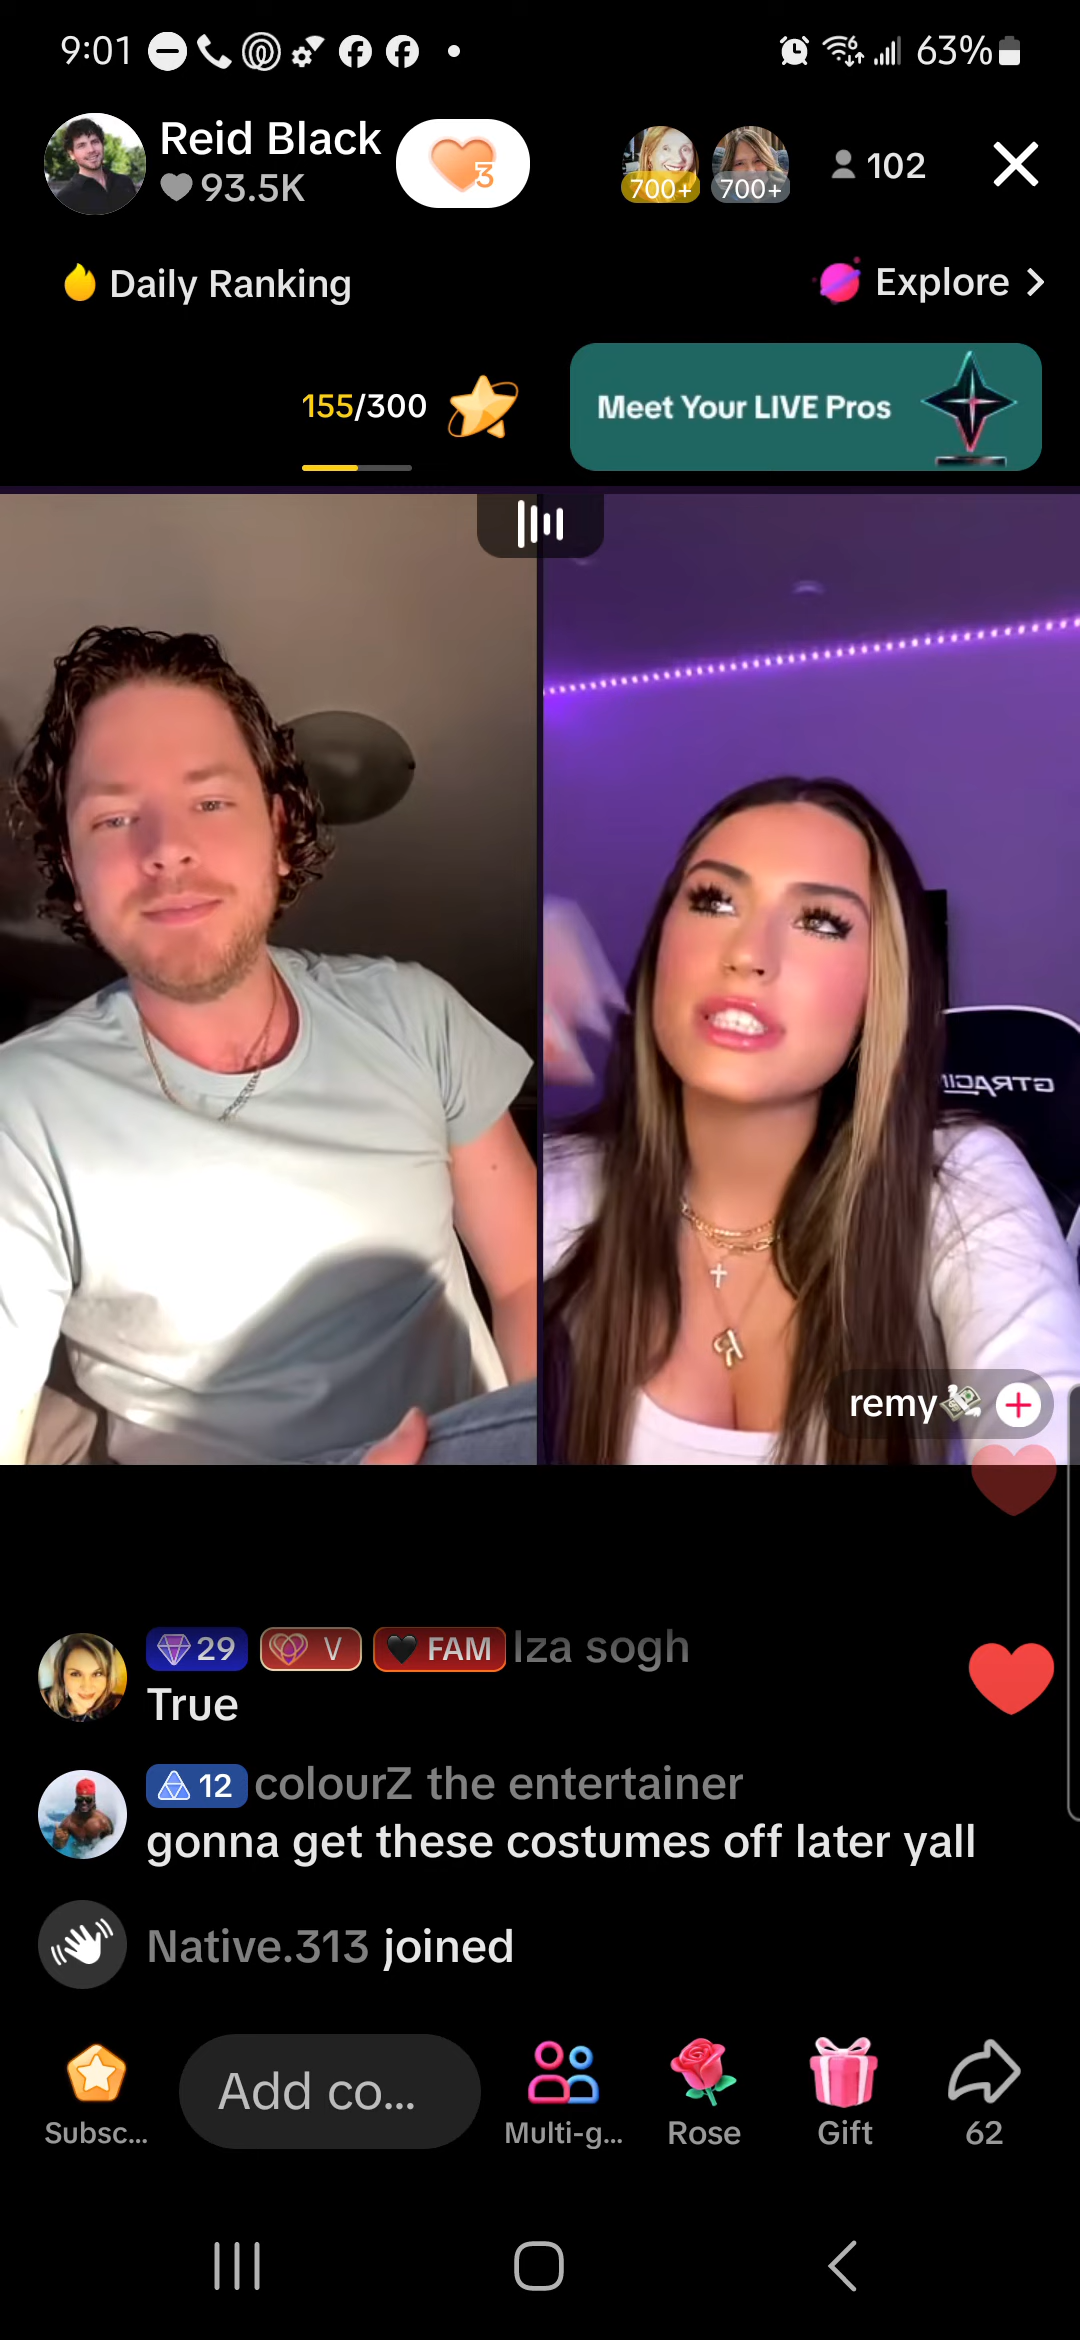 9:01
63%
Reid Black
93.5K
3
700+
700+
102
Daily Ranking
Explore
155/300
Meet Your LIVE Pros
GTRACING
remy
29 V FAM Iza sogh
True
12 colourZ the entertainer
gonna get these costumes off later yall
Native.313 joined
Subsc...
Add co...
Multi-g...
Rose
Gift
62